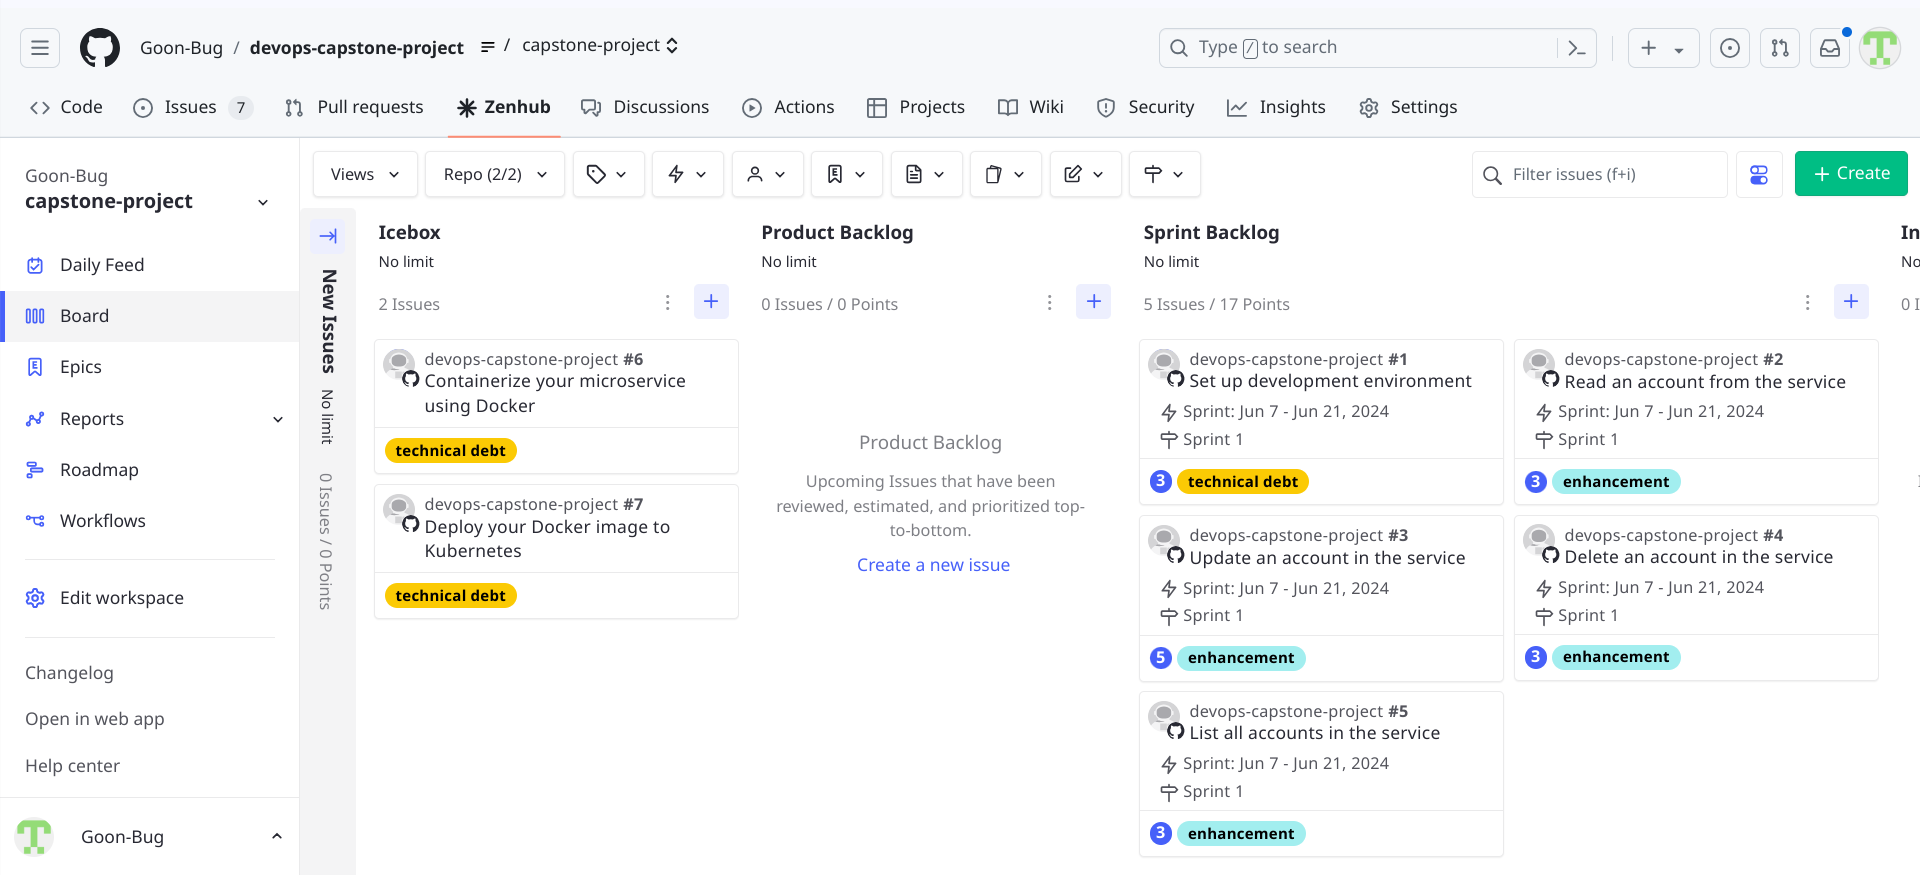 Goon-Bug / devops-capstone-project / capstone-project
Type / to search
Code
Issues 7
Pull requests
Zenhub
Discussions
Actions
Projects
Wiki
Security
Insights
Settings
Goon-Bug
capstone-project
Daily Feed
Board
Epics
Reports
Roadmap
Workflows
Edit workspace
Changelog
Open in web app
Help center
Goon-Bug
Views
Repo (2/2)
Filter issues (f+i)
+ Create
New Issues No limit 0 Issues / 0 Points
Icebox
No limit
2 Issues
devops-capstone-project #6
Containerize your microservice
using Docker
technical debt
devops-capstone-project #7
Deploy your Docker image to
Kubernetes
technical debt
Product Backlog
No limit
0 Issues / 0 Points
Product Backlog
Upcoming Issues that have been
reviewed, estimated, and prioritized top-
to-bottom.
Create a new issue
Sprint Backlog
No limit
5 Issues / 17 Points
devops-capstone-project #1
Set up development environment
Sprint: Jun 7 - Jun 21, 2024
Sprint 1
3 technical debt
devops-capstone-project #2
Read an account from the service
Sprint: Jun 7 - Jun 21, 2024
Sprint 1
3 enhancement
devops-capstone-project #3
Update an account in the service
Sprint: Jun 7 - Jun 21, 2024
Sprint 1
5 enhancement
devops-capstone-project #4
Delete an account in the service
Sprint: Jun 7 - Jun 21, 2024
Sprint 1
3 enhancement
devops-capstone-project #5
List all accounts in the service
Sprint: Jun 7 - Jun 21, 2024
Sprint 1
3 enhancement
In
No
0 I